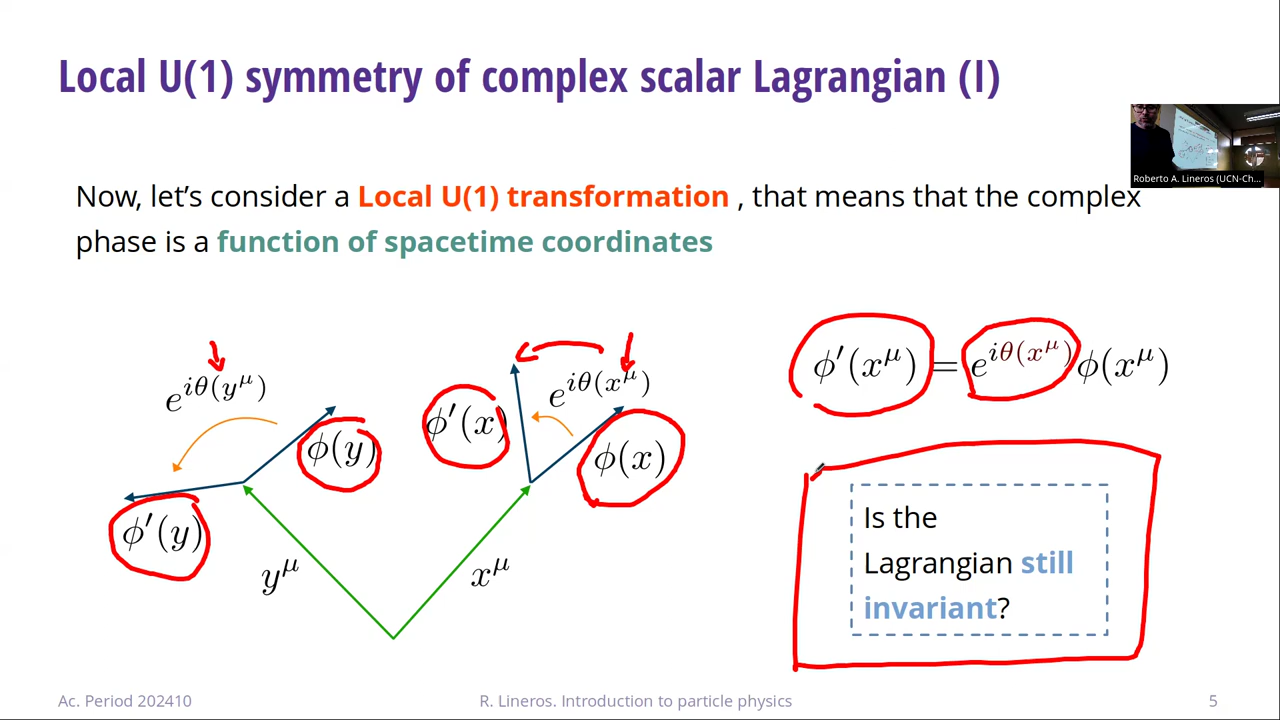 Local U(1) symmetry of complex scalar Lagrangian (I)
Roberto A. Lineros (UCN-Ch...
Now, let's consider a Local U(1) transformation , that means that the complex
phase is a function of spacetime coordinates
e^{iθ(y^μ)}
ϕ(y)
ϕ′(y)
y^μ
e^{iθ(x^μ)}
ϕ′(x)
ϕ(x)
x^μ
ϕ′(x^μ) = e^{iθ(x^μ)} ϕ(x^μ)
Is the
Lagrangian still
invariant?
Ac. Period 202410
R. Lineros. Introduction to particle physics
5